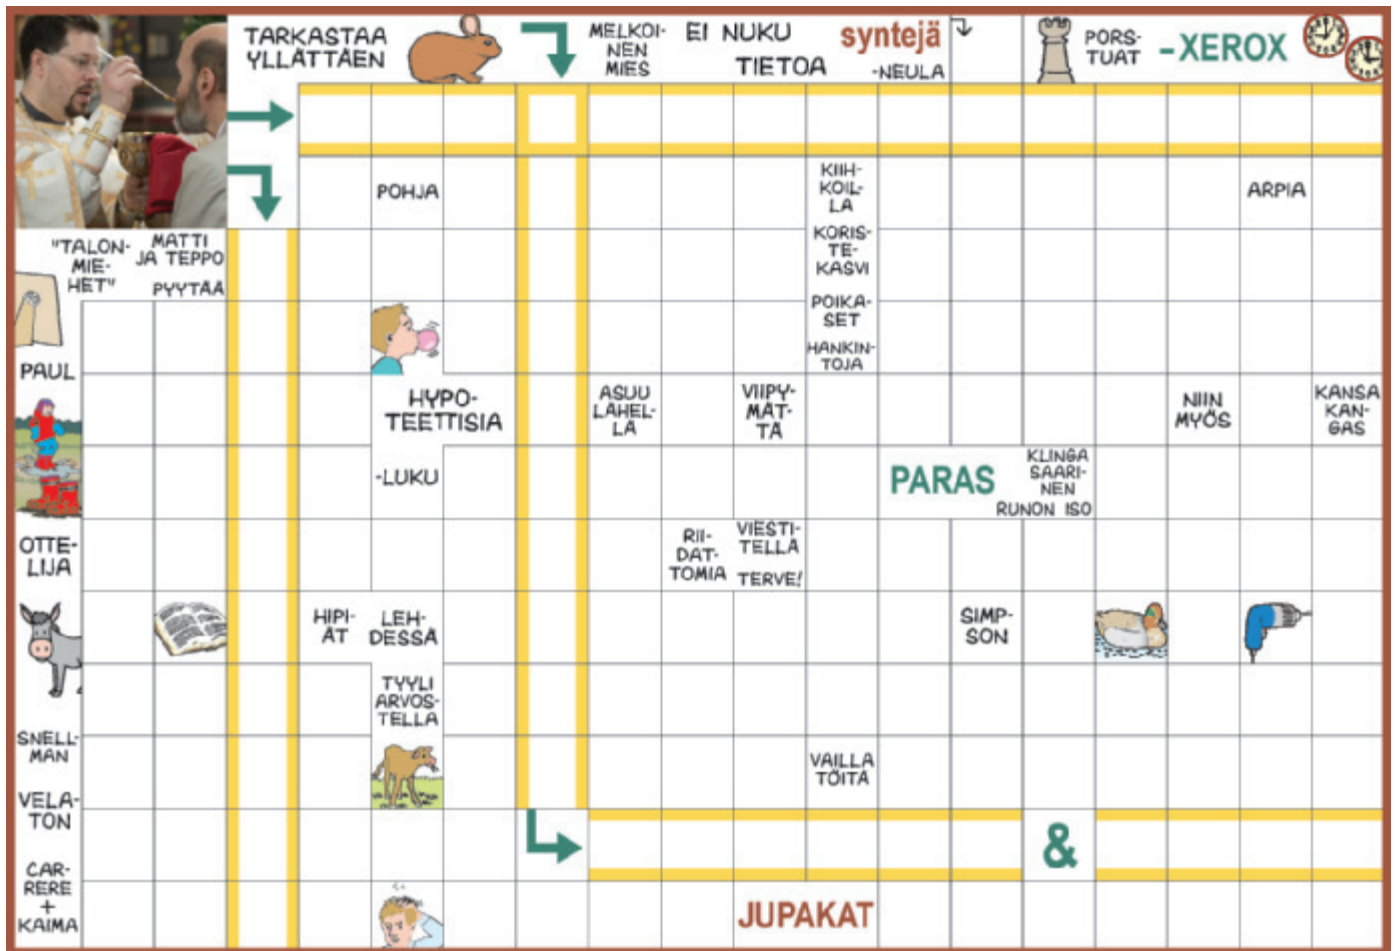 TARKASTAA
YLLÄTTÄEN
MELKOI-
NEN
MIES
EI NUKU
TIETOA
syntejä
-NEULA
PORS-
TUAT
-XEROX
POHJA
KIIH-
KOIL-
LA
ARPIA
"TALON-
MIE-
HET"
MATTI
JA TEPPO
PYYTÄÄ
KORIS-
TE-
KASVI
POIKA-
SET
HANKIN-
TOJA
PAUL
HYPO-
TEETTISIA
ASUU
LÄHEL-
LÄ
VIIPY-
MÄT-
TÄ
NIIN
MYÖS
KANSA
KAN-
GAS
-LUKU
PARAS
KLINGA
SAARI-
NEN
RUNON ISO
OTTE-
LIJA
RII-
DAT-
TOMIA
VIESTI-
TELLÄ
TERVE!
HIPI-
ÄT
LEH-
DESSÄ
SIMP-
SON
TYYLI
ARVOS-
TELLA
SNELL-
MAN
VAILLA
TÖITÄ
VELA-
TON
&
CAR-
RERE
+
KAIMA
JUPAKAT